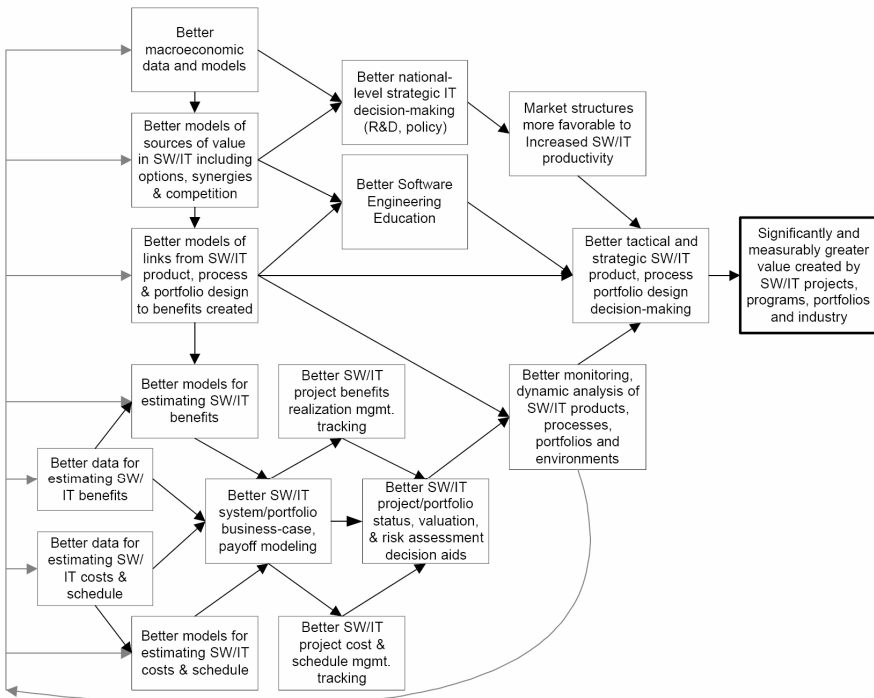 Better
macroeconomic
data and models
Better models of
sources of value
in SW/IT including
options, synergies
& competition
Better models of
links from SW/IT
product, process
& portfolio design
to benefits created
Better national-
level strategic IT
decision-making
(R&D, policy)
Better Software
Engineering
Education
Market structures
more favorable to
Increased SW/IT
productivity
Better tactical and
strategic SW/IT
product, process
portfolio design
decision-making
Significantly and
measurably greater
value created by
SW/IT projects,
programs, portfolios
and industry
Better models for
estimating SW/IT
benefits
Better SW/IT
project benefits
realization mgmt.
tracking
Better monitoring,
dynamic analysis of
SW/IT products,
processes,
portfolios and
environments
Better data for
estimating SW/
IT benefits
Better SW/IT
system/portfolio
business-case,
payoff modeling
Better SW/IT
project/portfolio
status, valuation,
& risk assessment
decision aids
Better data for
estimating SW/
IT costs &
schedule
Better models for
estimating SW/IT
costs & schedule
Better SW/IT
project cost &
schedule mgmt.
tracking